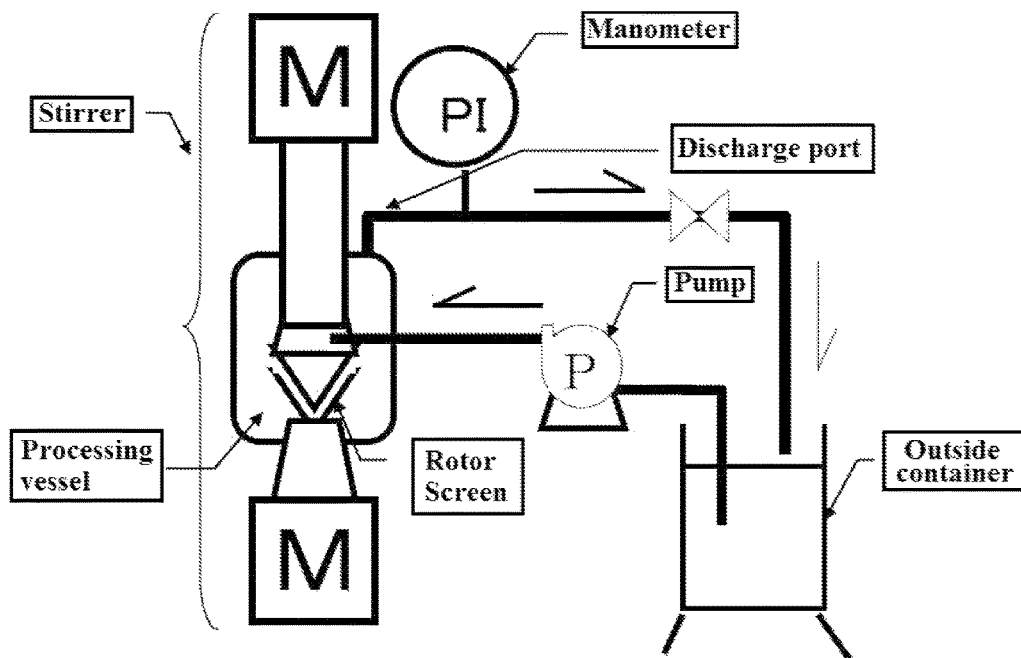 M
Manometer
Stirrer
PI
Discharge port
Pump
P
Processing
vessel
Rotor
Screen
Outside
container
M